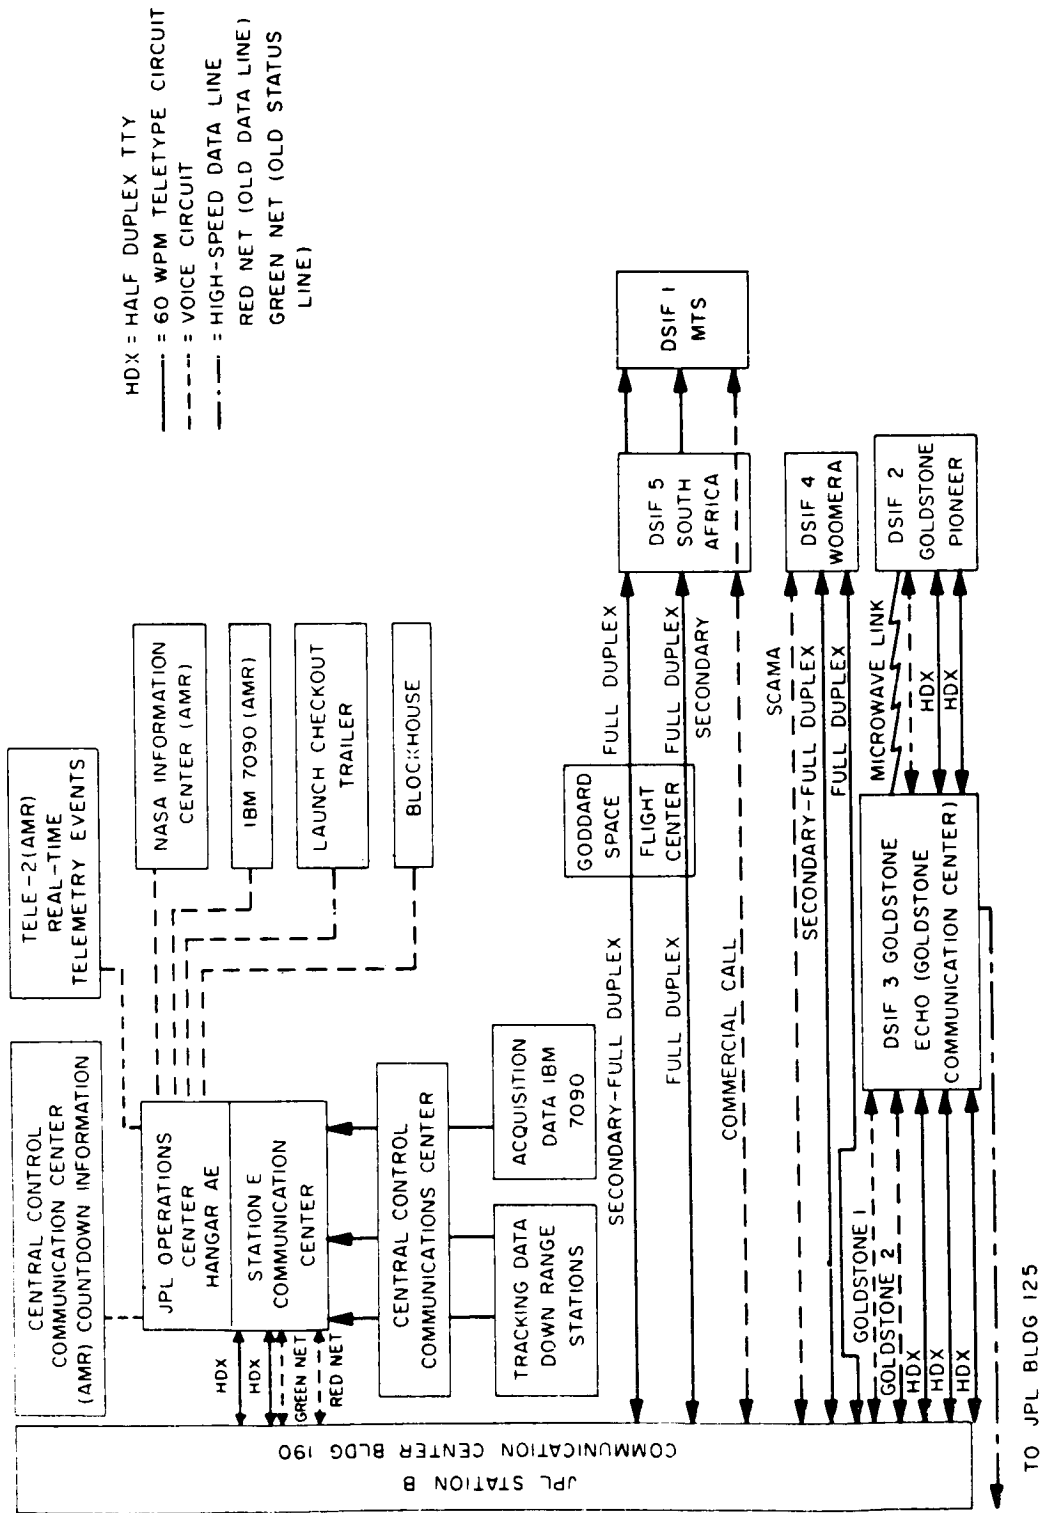 HDX = HALF DUPLEX TTY
= 60 WPM TELETYPE CIRCUIT
= VOICE CIRCUIT
= HIGH-SPEED DATA LINE
RED NET (OLD DATA LINE)
GREEN NET (OLD STATUS
LINE)
CENTRAL CONTROL
COMMUNICATION CENTER
(AMR) COUNTDOWN INFORMATION
TELE-2(AMR)
REAL-TIME
TELEMETRY EVENTS
JPL OPERATIONS
CENTER
HANGAR AE
STATION E
COMMUNICATION
CENTER
NASA INFORMATION
CENTER (AMR)
IBM 7090 (AMR)
LAUNCH CHECKOUT
TRAILER
BLOCKHOUSE
HDX
HDX
GREEN NET
RED NET
CENTRAL CONTROL
COMMUNICATIONS CENTER
TRACKING DATA
DOWN RANGE
STATIONS
ACQUISITION
DATA IBM
7090
JPL STATION B
COMMUNICATION CENTER BLDG 190
SECONDARY-FULL DUPLEX
FULL DUPLEX
COMMERCIAL CALL
GODDARD
SPACE
FLIGHT
CENTER
FULL DUPLEX
FULL DUPLEX
SECONDARY
DSIF 5
SOUTH
AFRICA
DSIF 1
MTS
SCAMA
SECONDARY-FULL DUPLEX
FULL DUPLEX
DSIF 4
WOOMERA
GOLDSTONE 1
GOLDSTONE 2
HDX
HDX
HDX
DSIF 3 GOLDSTONE
ECHO (GOLDSTONE
COMMUNICATION CENTER)
MICROWAVE LINK
HDX
HDX
DSIF 2
GOLDSTONE
PIONEER
TO JPL BLDG 125